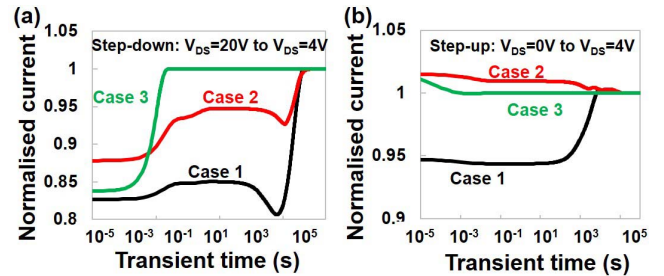 (a)
1.05
1
0.95
0.9
0.85
0.8
Normalised current
Step-down: V_DS=20V to V_DS=4V
Case 3
Case 2
Case 1
10^-5 10^-3 10^-1 10^1 10^3 10^5
Transient time (s)
(b)
1.05
1
0.95
0.9
Normalised current
Step-up: V_DS=0V to V_DS=4V
Case 2
Case 3
Case 1
10^-5 10^-3 10^-1 10^1 10^3 10^5
Transient time (s)